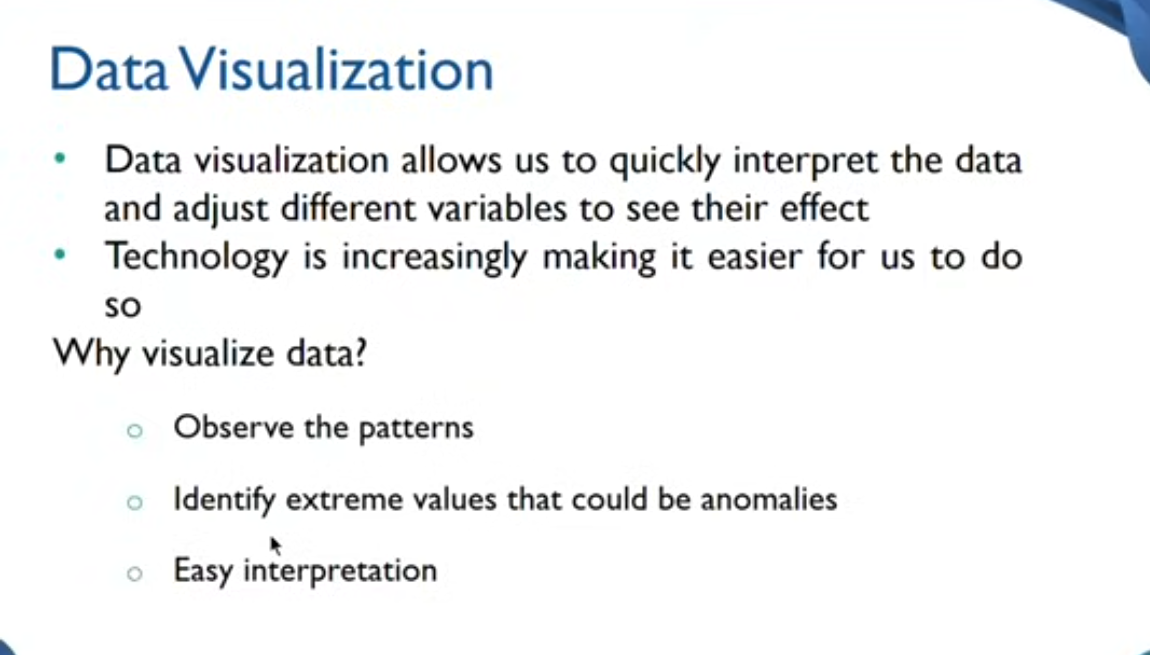 Data Visualization
Data visualization allows us to quickly interpret the data
and adjust different variables to see their effect
Technology is increasingly making it easier for us to do
so
Why visualize data?
Observe the patterns
Identify extreme values that could be anomalies
Easy interpretation